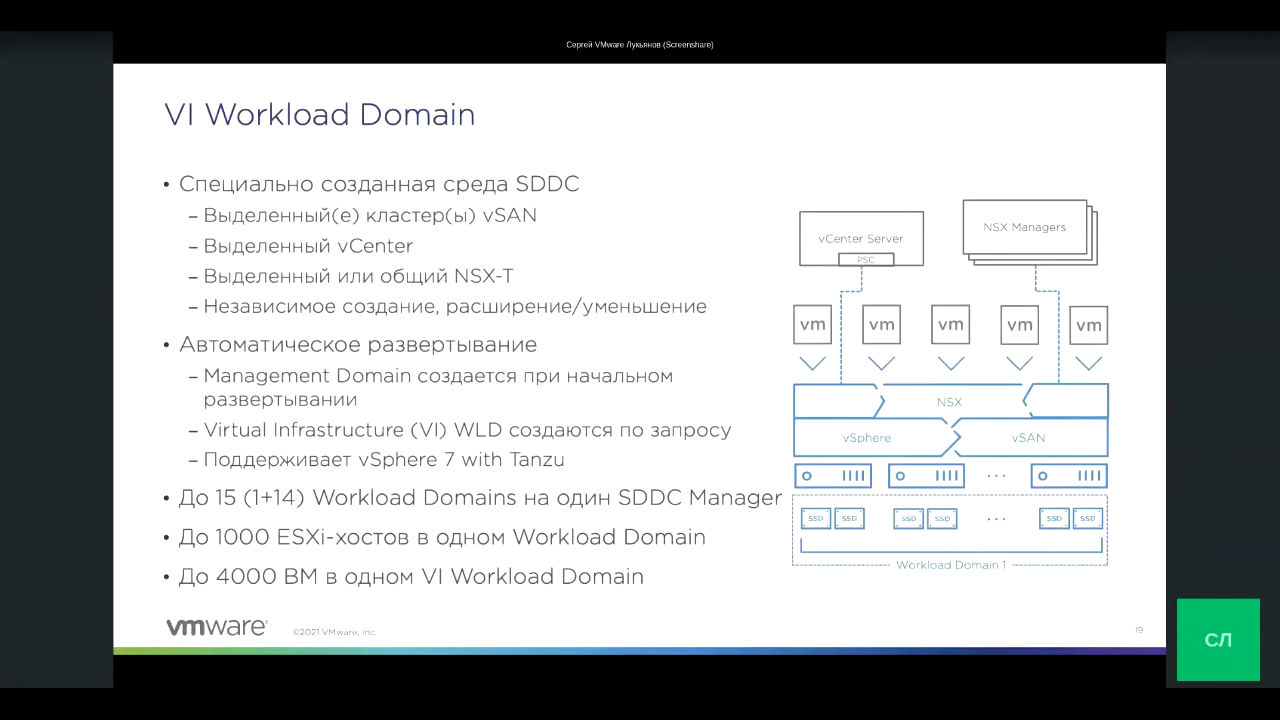 Сергей VMware Лукьянов (Screenshare)
VI Workload Domain
• Специально созданная среда SDDC
– Выделенный(е) кластер(ы) vSAN
– Выделенный vCenter
– Выделенный или общий NSX-T
– Независимое создание, расширение/уменьшение
• Автоматическое развертывание
– Management Domain создается при начальном
развертывании
– Virtual Infrastructure (VI) WLD создаются по запросу
– Поддерживает vSphere 7 with Tanzu
• До 15 (1+14) Workload Domains на один SDDC Manager
• До 1000 ESXi-хостов в одном Workload Domain
• До 4000 ВМ в одном VI Workload Domain
vCenter Server
PSC
NSX Managers
vm vm vm vm vm
NSX
vSphere vSAN
...
SSD SSD SSD SSD ... SSD SSD
Workload Domain 1
vmware®
©2021 VMware, Inc.
19
СЛ